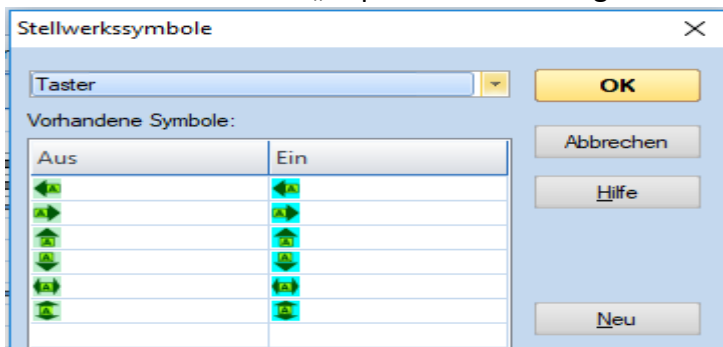 Stellwerkssymbole
Taster
OK
Vorhandene Symbole:
Abbrechen
Aus Ein
Hilfe
A A
A A
A A
A A
A A
A A
Neu